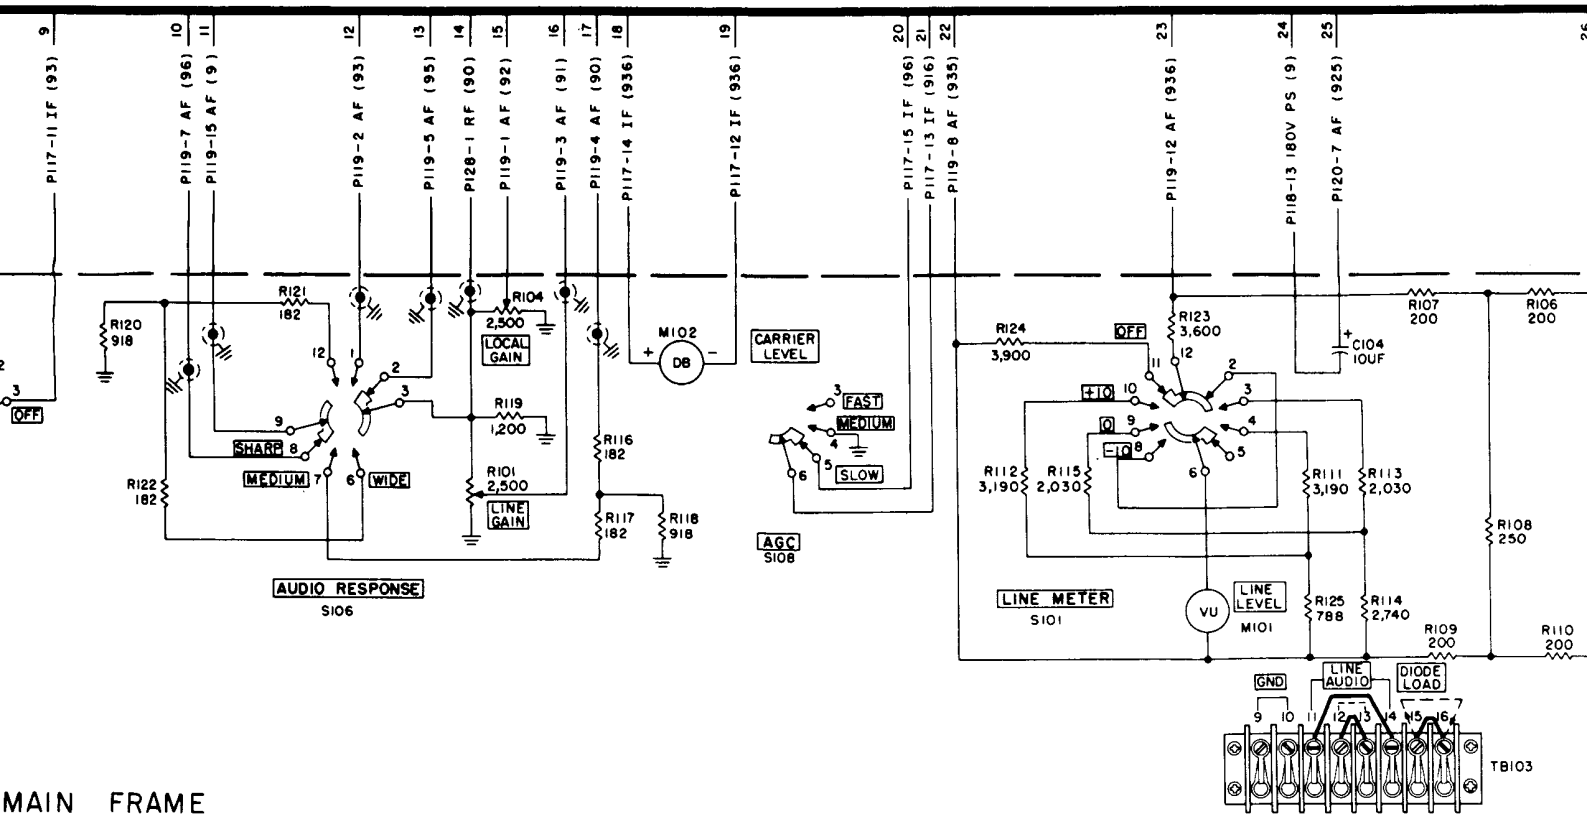 9
10
11
12
13
14
15
16
17
18
19
20
21
22
23
24
25
26
P117-11 IF (93)
P119-7 AF (96)
P119-15 AF (9)
P119-2 AF (93)
P119-5 AF (95)
P128-1 RF (90)
P119-1 AF (92)
P119-3 AF (91)
P119-4 AF (90)
P117-14 IF (936)
P117-12 IF (936)
P117-15 IF (96)
P117-13 IF (916)
P119-8 AF (935)
P119-12 AF (936)
P118-13 180V PS (9)
P120-7 AF (925)
2
3
OFF
R120
918
R121
182
R122
182
12
1
2
3
9
SHARP 8
MEDIUM 7
6 WIDE
AUDIO RESPONSE
S106
R104
2,500
LOCAL
GAIN
R119
1,200
R101
2,500
LINE
GAIN
R116
182
R117
182
R118
918
M102
+ DB -
CARRIER
LEVEL
3 FAST
MEDIUM
4
5
SLOW
6
AGC
S108
R124
3,900
OFF
11
12
R123
3,600
+10 10
0 9
-10 8
2
3
4
5
6
R112
3,190
R115
2,030
R111
3,190
R113
2,030
LINE METER
S101
VU
LINE
LEVEL
M101
R125
788
R114
2,740
+
C104
10UF
R107
200
R106
200
R108
250
R109
200
R110
200
GND
LINE
AUDIO
DIODE
LOAD
9 10 11 12 13 14 15 16
TB103
MAIN FRAME